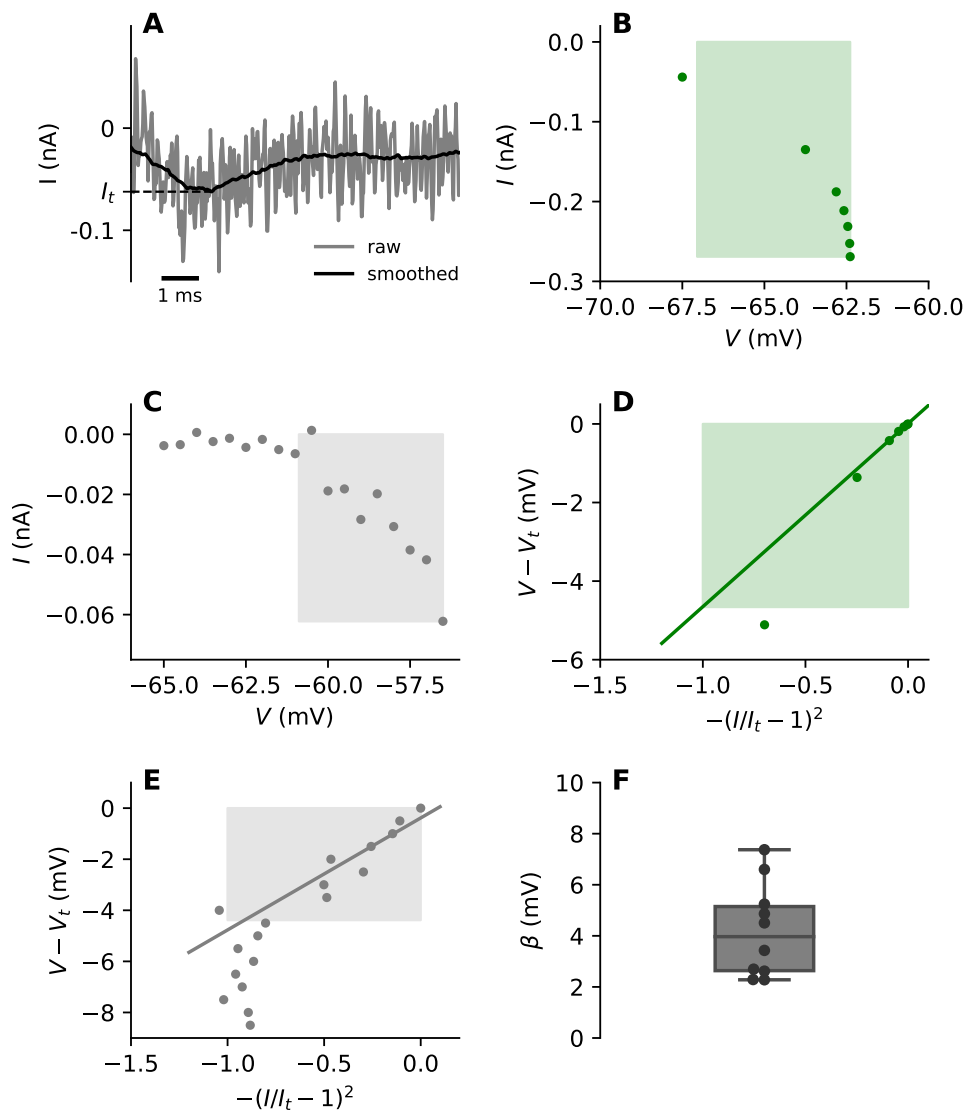 A
I (nA)
0
I_t
-0.1
raw
smoothed
1 ms
B
I (nA)
0.0
−0.1
−0.2
−0.3
−70.0 −67.5 −65.0 −62.5 −60.0
V (mV)
C
I (nA)
0.00
−0.02
−0.04
−0.06
−65.0 −62.5 −60.0 −57.5
V (mV)
D
V − V_t (mV)
0
−2
−4
−6
−1.5 −1.0 −0.5 0.0
−(I/I_t − 1)²
E
V − V_t (mV)
0
−2
−4
−6
−8
−1.5 −1.0 −0.5 0.0
−(I/I_t − 1)²
F
β (mV)
10
8
6
4
2
0